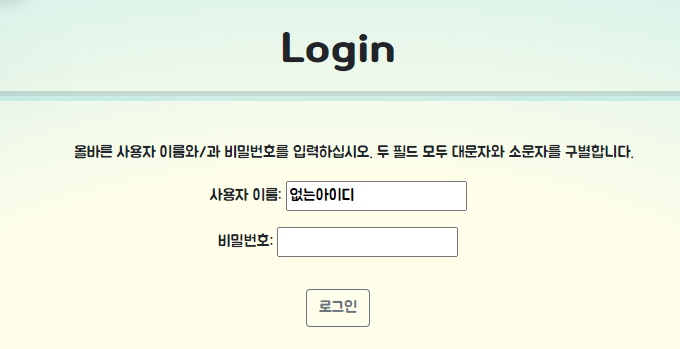 Login
올바른 사용자 이름와/과 비밀번호를 입력하십시오. 두 필드 모두 대문자와 소문자를 구별합니다.
사용자 이름: 없는아이디
비밀번호:
로그인